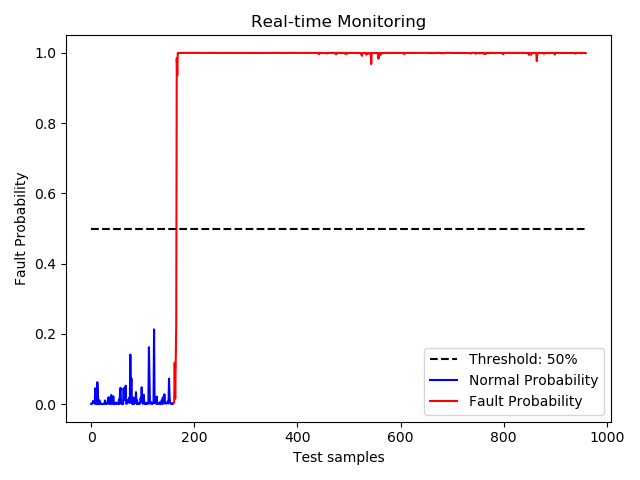 Real-time Monitoring
Fault Probability
1.0
0.8
0.6
0.4
0.2
0.0
Threshold: 50%
Normal Probability
Fault Probability
0 200 400 600 800 1000
Test samples